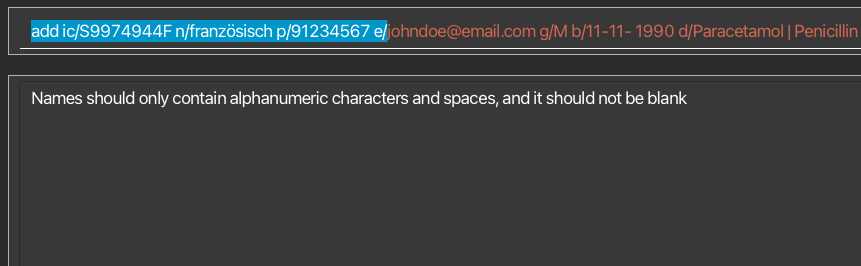 add ic/S9974944F n/französisch p/91234567 e/johndoe@email.com g/M b/11-11- 1990 d/Paracetamol | Penicillin
Names should only contain alphanumeric characters and spaces, and it should not be blank